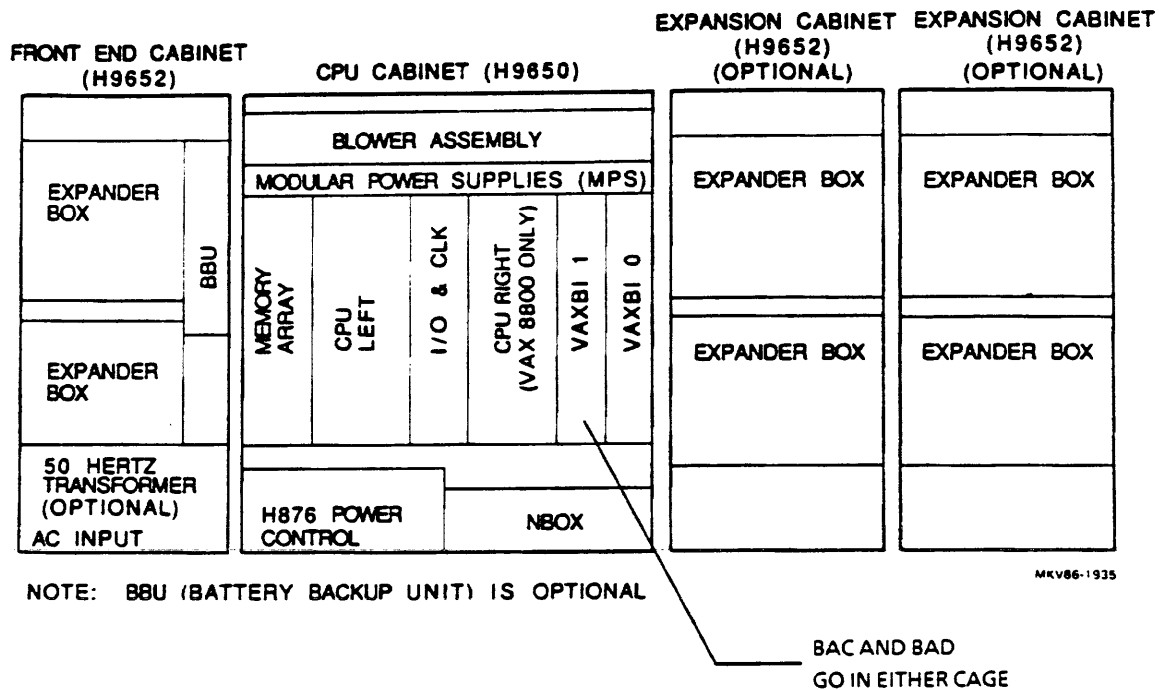 FRONT END CABINET
(H9652)
CPU CABINET (H9650)
EXPANSION CABINET
(H9652)
(OPTIONAL)
EXPANSION CABINET
(H9652)
(OPTIONAL)
EXPANDER
BOX
BBU
EXPANDER
BOX
50 HERTZ
TRANSFORMER
(OPTIONAL)
AC INPUT
BLOWER ASSEMBLY
MODULAR POWER SUPPLIES (MPS)
MEMORY
ARRAY
CPU
LEFT
I/O & CLK
CPU RIGHT
(VAX 8800 ONLY)
VAXBI 1
VAXBI 0
H876 POWER
CONTROL
NBOX
EXPANDER BOX
EXPANDER BOX
EXPANDER BOX
EXPANDER BOX
MKV86-1935
NOTE: BBU (BATTERY BACKUP UNIT) IS OPTIONAL
BAC AND BAD
GO IN EITHER CAGE